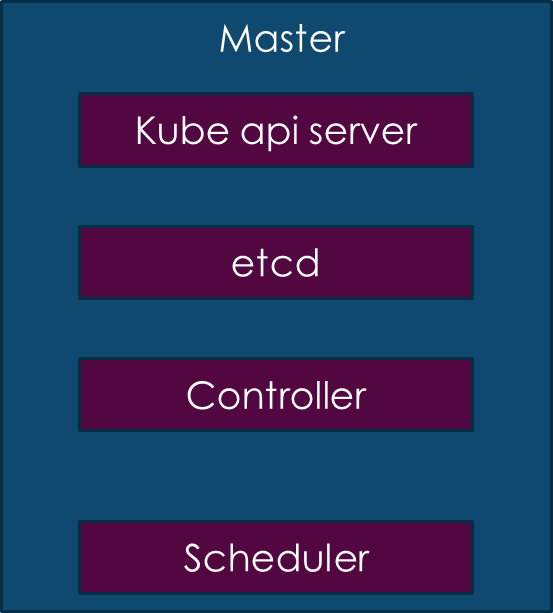 Master
Kube api server
etcd
Controller
Scheduler